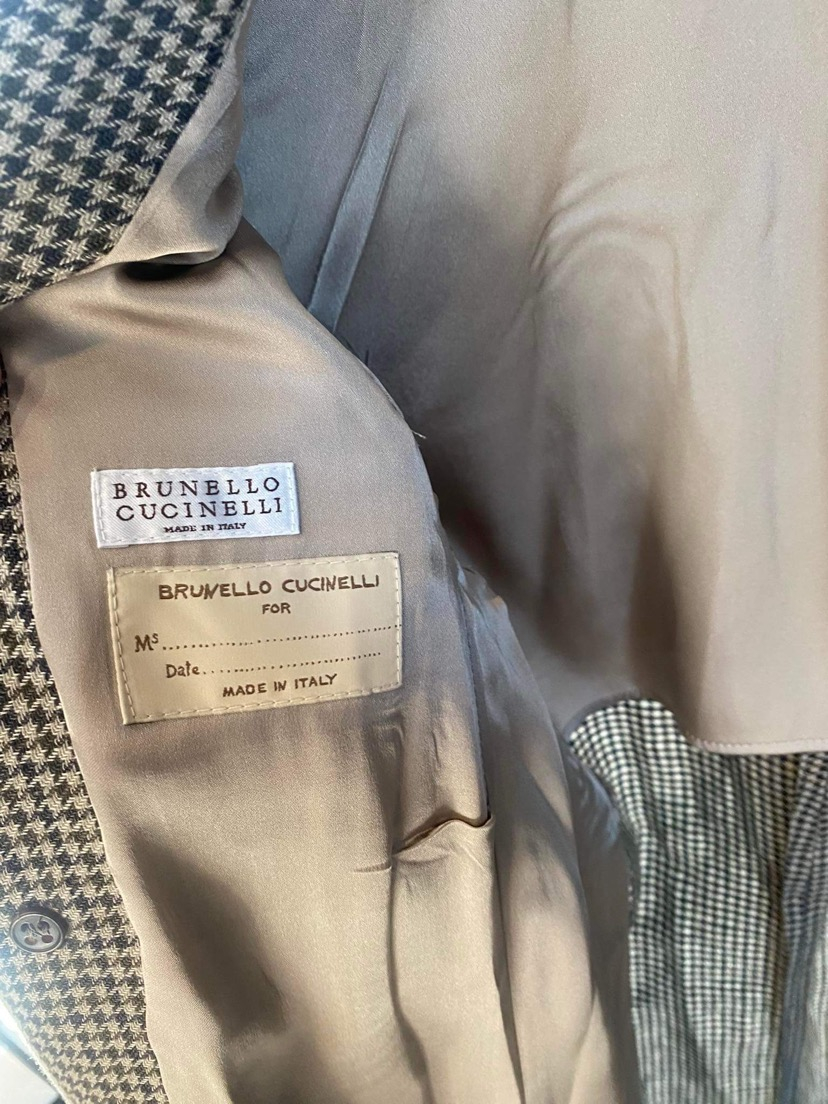 BRUNELLO
CUCINELLI
MADE IN ITALY
BRUNELLO CUCINELLI
FOR
Ms..............................
Date..............................
MADE IN ITALY